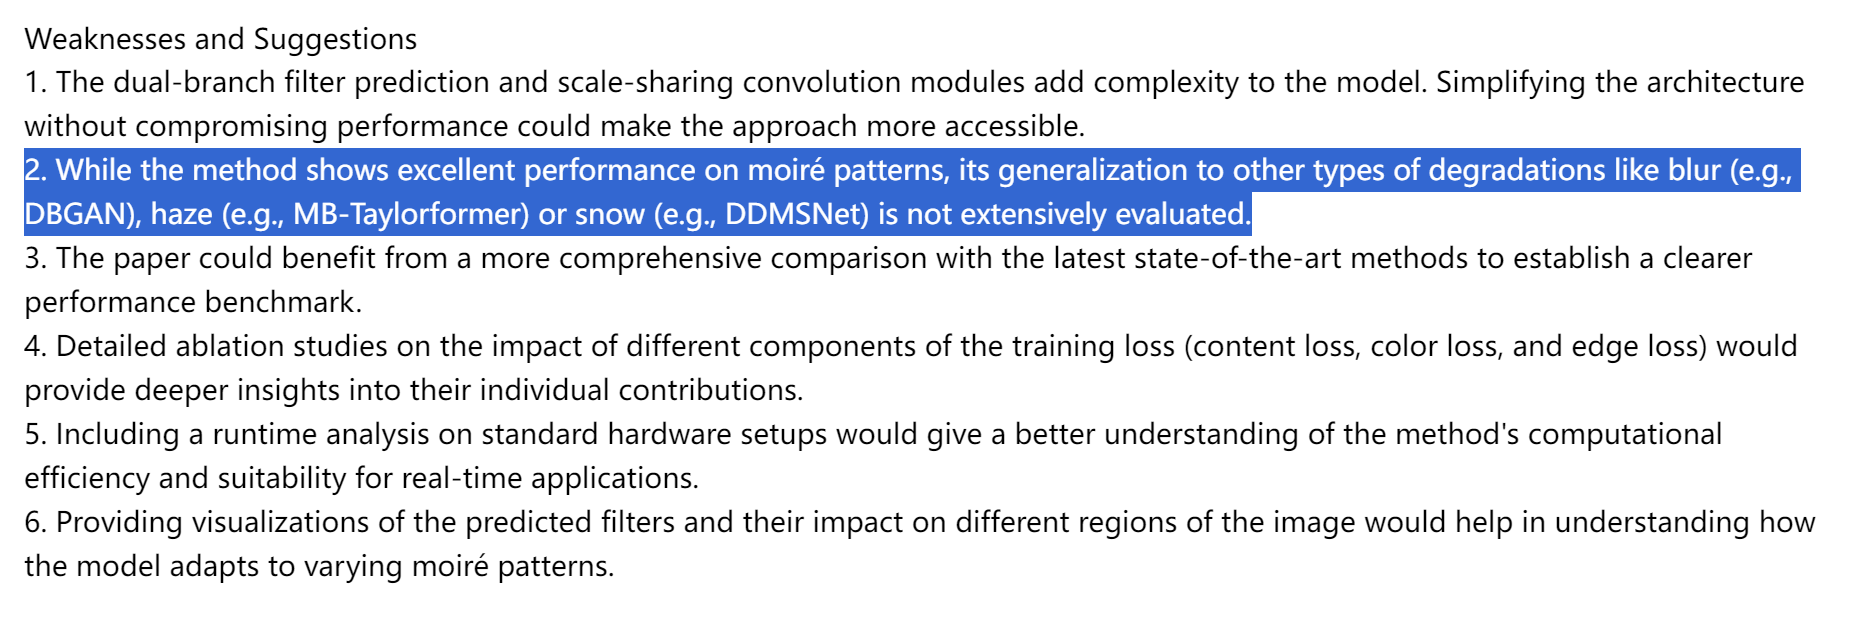 Weaknesses and Suggestions
1. The dual-branch filter prediction and scale-sharing convolution modules add complexity to the model. Simplifying the architecture
without compromising performance could make the approach more accessible.
2. While the method shows excellent performance on moiré patterns, its generalization to other types of degradations like blur (e.g.,
DBGAN), haze (e.g., MB-Taylorformer) or snow (e.g., DDMSNet) is not extensively evaluated.
3. The paper could benefit from a more comprehensive comparison with the latest state-of-the-art methods to establish a clearer
performance benchmark.
4. Detailed ablation studies on the impact of different components of the training loss (content loss, color loss, and edge loss) would
provide deeper insights into their individual contributions.
5. Including a runtime analysis on standard hardware setups would give a better understanding of the method's computational
efficiency and suitability for real-time applications.
6. Providing visualizations of the predicted filters and their impact on different regions of the image would help in understanding how
the model adapts to varying moiré patterns.